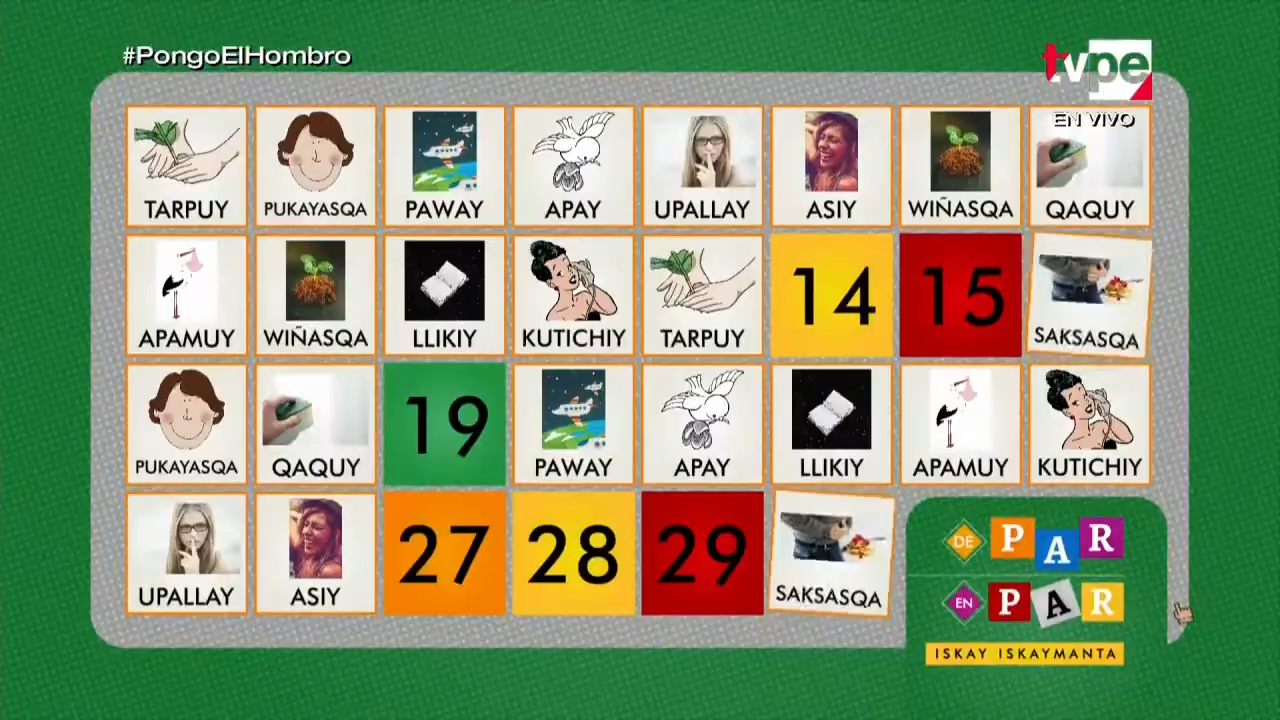 #PongoElHombro
tvpe
EN VIVO
TARPUY PUKAYASQA PAWAY APAY UPALLAY ASIY WIÑASQA QAQUY
APAMUY WIÑASQA LLIKIY KUTICHIY TARPUY 14 15 SAKSASQA
PUKAYASQA QAQUY 19 PAWAY APAY LLIKIY APAMUY KUTICHIY
UPALLAY ASIY 27 28 29 SAKSASQA
DE PAR
EN PAR
ISKAY ISKAYMANTA